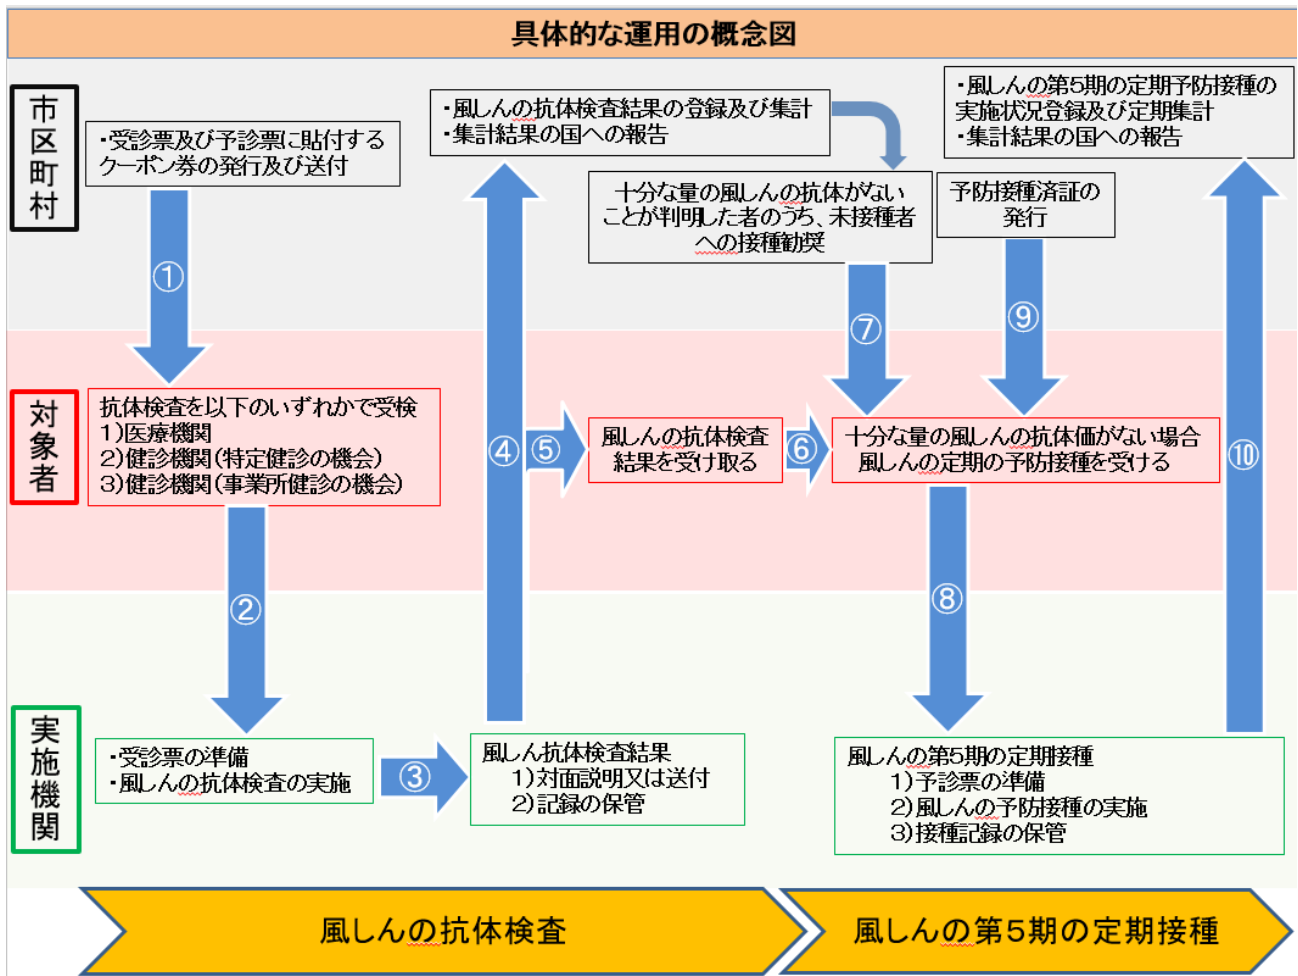 具体的な運用の概念図
市区町村
・受診票及び予診票に貼付する
クーポン券の発行及び送付
・風しんの抗体検査結果の登録及び集計
・集計結果の国への報告
・風しんの第5期の定期予防接種の
実施状況登録及び定期集計
・集計結果の国への報告
十分な量の風しんの抗体がない
ことが判明した者のうち、未接種者
への接種勧奨
予防接種済証の
発行
①
⑦
⑨
対象者
抗体検査を以下のいずれかで受検
1)医療機関
2)健診機関(特定健診の機会)
3)健診機関(事業所健診の機会)
④
⑤
風しんの抗体検査
結果を受け取る
⑥
十分な量の風しんの抗体価がない場合
風しんの定期の予防接種を受ける
⑩
②
⑧
実施機関
・受診票の準備
・風しんの抗体検査の実施
③
風しん抗体検査結果
1)対面説明又は送付
2)記録の保管
風しんの第5期の定期接種
1)予診票の準備
2)風しんの予防接種の実施
3)接種記録の保管
風しんの抗体検査
風しんの第5期の定期接種